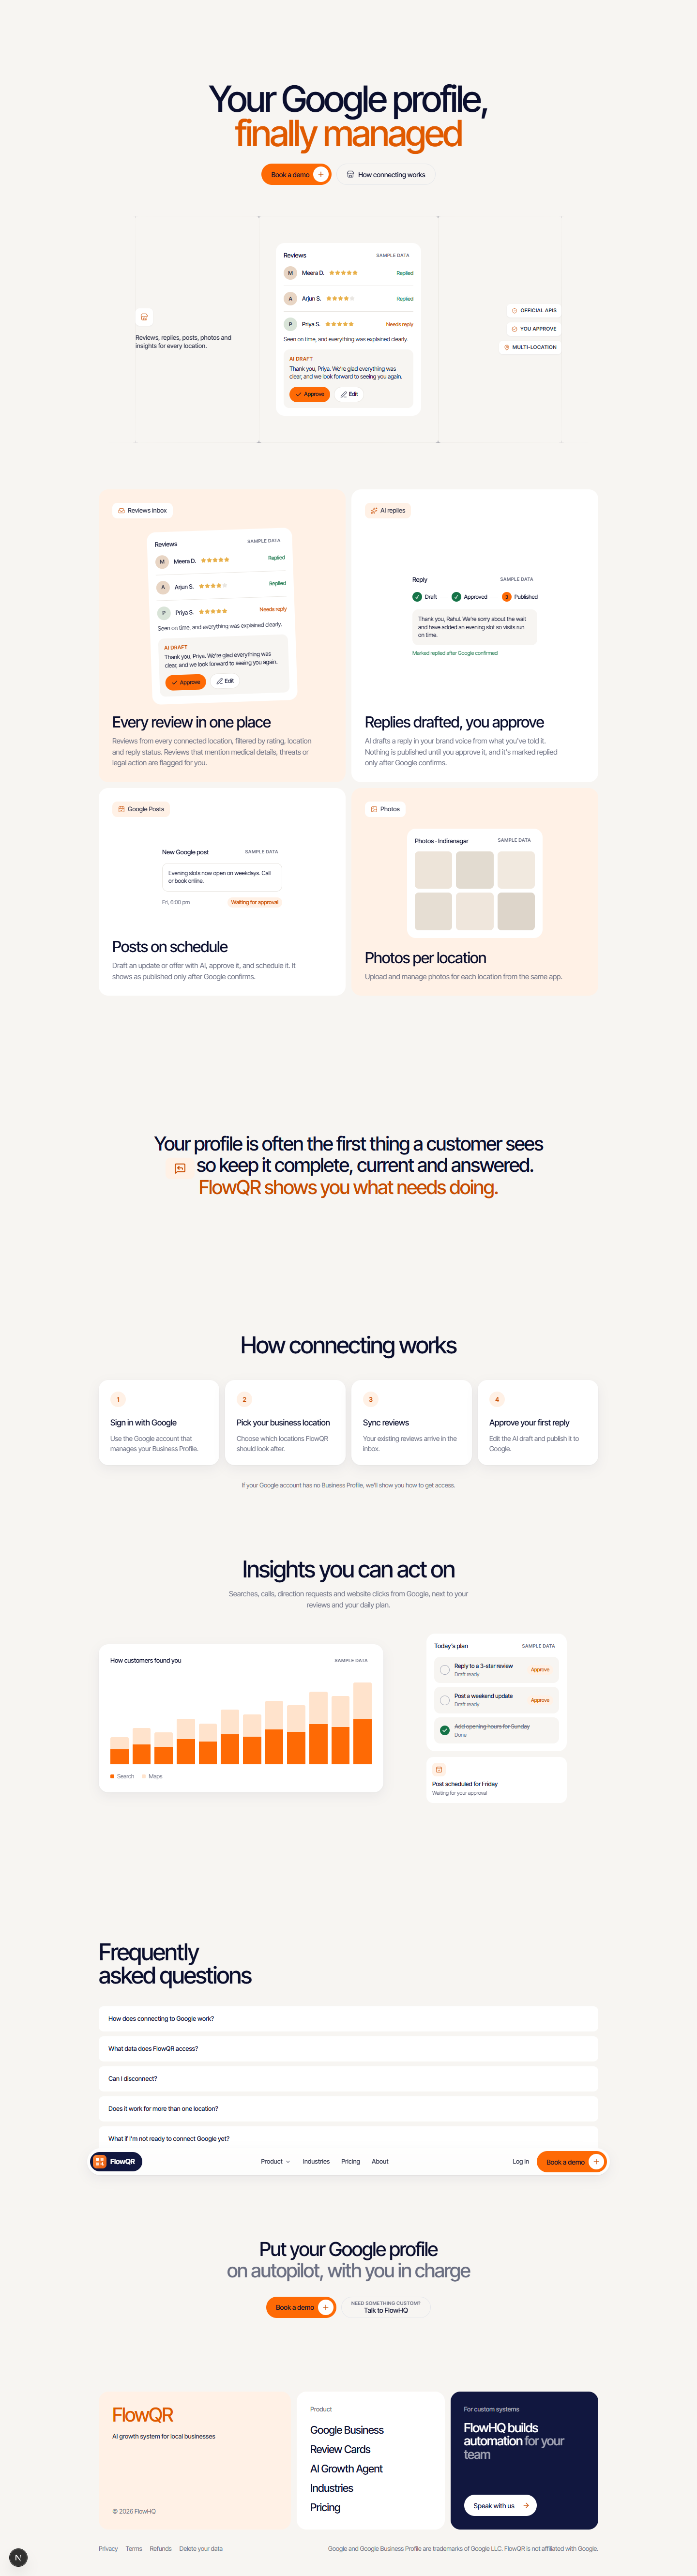 Your Google profile,
finally managed
Book a demo
How connecting works
Reviews, replies, posts, photos and
insights for every location.
Reviews
SAMPLE DATA
M
Meera D.
Replied
A
Arjun S.
Replied
P
Priya S.
Needs reply
Seen on time, and everything was explained clearly.
AI DRAFT
Thank you, Priya. We're glad everything was
clear, and we look forward to seeing you again.
Approve
Edit
OFFICIAL APIS
YOU APPROVE
MULTI-LOCATION
Reviews inbox
Reviews
SAMPLE DATA
M
Meera D.
Replied
A
Arjun S.
Replied
P
Priya S.
Needs reply
Seen on time, and everything was explained clearly.
AI DRAFT
Thank you, Priya. We're glad everything was
clear, and we look forward to seeing you again.
Approve
Edit
Every review in one place
Reviews from every connected location, filtered by rating, location
and reply status. Reviews that mention medical details, threats or
legal action are flagged for you.
AI replies
Reply
SAMPLE DATA
Draft
Approved
3
Published
Thank you, Rahul. We're sorry about the wait
and have added an evening slot so visits run
on time.
Marked replied after Google confirmed
Replies drafted, you approve
AI drafts a reply in your brand voice from what you've told it.
Nothing is published until you approve it, and it's marked replied
only after Google confirms.
Google Posts
New Google post
SAMPLE DATA
Evening slots now open on weekdays. Call
or book online.
Fri, 6:00 pm
Waiting for approval
Posts on schedule
Draft an update or offer with AI, approve it, and schedule it. It
shows as published only after Google confirms.
Photos
Photos · Indiranagar
SAMPLE DATA
Photos per location
Upload and manage photos for each location from the same app.
Your profile is often the first thing a customer sees
so keep it complete, current and answered.
FlowQR shows you what needs doing.
How connecting works
1
Sign in with Google
Use the Google account that
manages your Business Profile.
2
Pick your business location
Choose which locations FlowQR
should look after.
3
Sync reviews
Your existing reviews arrive in the
inbox.
4
Approve your first reply
Edit the AI draft and publish it to
Google.
If your Google account has no Business Profile, we'll show you how to get access.
Insights you can act on
Searches, calls, direction requests and website clicks from Google, next to your
reviews and your daily plan.
How customers found you
SAMPLE DATA
Search
Maps
Today's plan
SAMPLE DATA
Reply to a 3-star review
Draft ready
Approve
Post a weekend update
Draft ready
Approve
Add opening hours for Sunday
Done
Post scheduled for Friday
Waiting for your approval
Frequently
asked questions
How does connecting to Google work?
What data does FlowQR access?
Can I disconnect?
Does it work for more than one location?
What if I'm not ready to connect Google yet?
FlowQR
Product
Industries
Pricing
About
Log in
Book a demo
Put your Google profile
on autopilot, with you in charge
Book a demo
NEED SOMETHING CUSTOM?
Talk to FlowHQ
FlowQR
AI growth system for local businesses
© 2026 FlowHQ
Product
Google Business
Review Cards
AI Growth Agent
Industries
Pricing
For custom systems
FlowHQ builds
automation for your
team
Speak with us
N
Privacy
Terms
Refunds
Delete your data
Google and Google Business Profile are trademarks of Google LLC. FlowQR is not affiliated with Google.